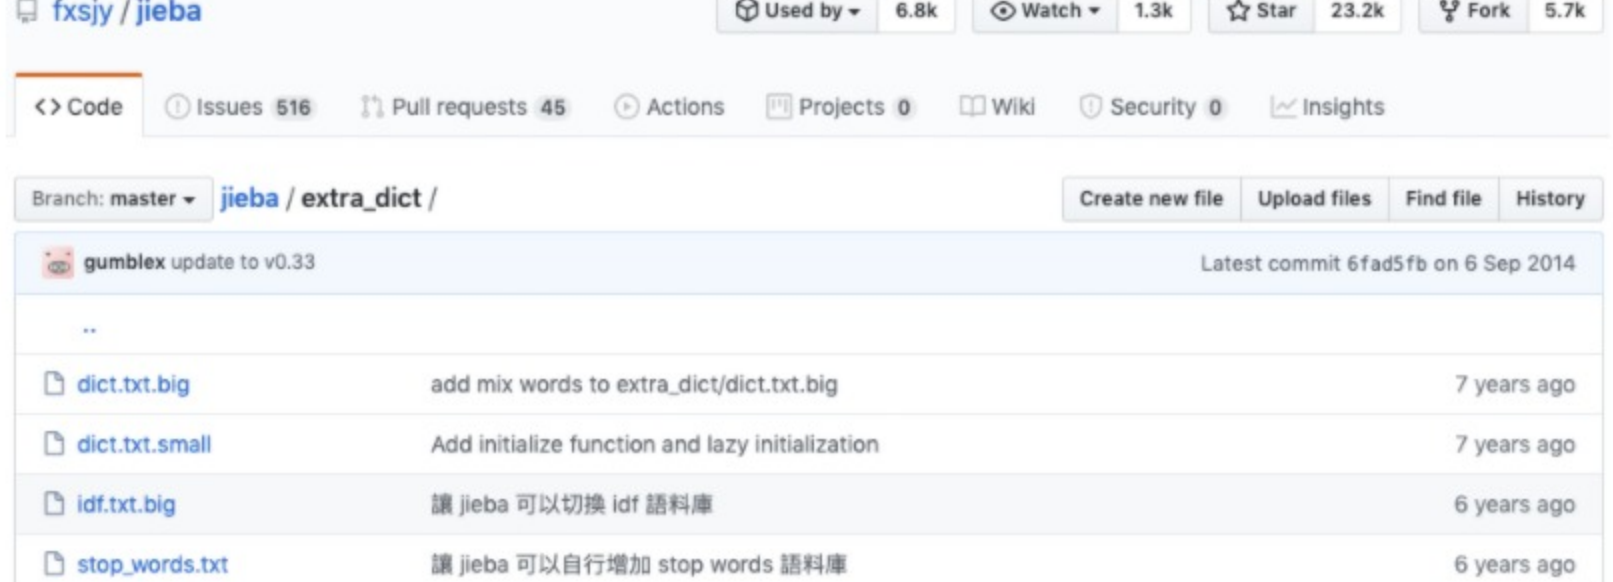 fxsjy / jieba Used by 6.8k Watch 1.3k Star 23.2k Fork 5.7k
<> Code Issues 516 Pull requests 45 Actions Projects 0 Wiki Security 0 Insights
Branch: master jieba / extra_dict / Create new file Upload files Find file History
gumblex update to v0.33 Latest commit 6fad5fb on 6 Sep 2014
..
dict.txt.big add mix words to extra_dict/dict.txt.big 7 years ago
dict.txt.small Add initialize function and lazy initialization 7 years ago
idf.txt.big 讓 jieba 可以切換 idf 語料庫 6 years ago
stop_words.txt 讓 jieba 可以自行增加 stop words 語料庫 6 years ago